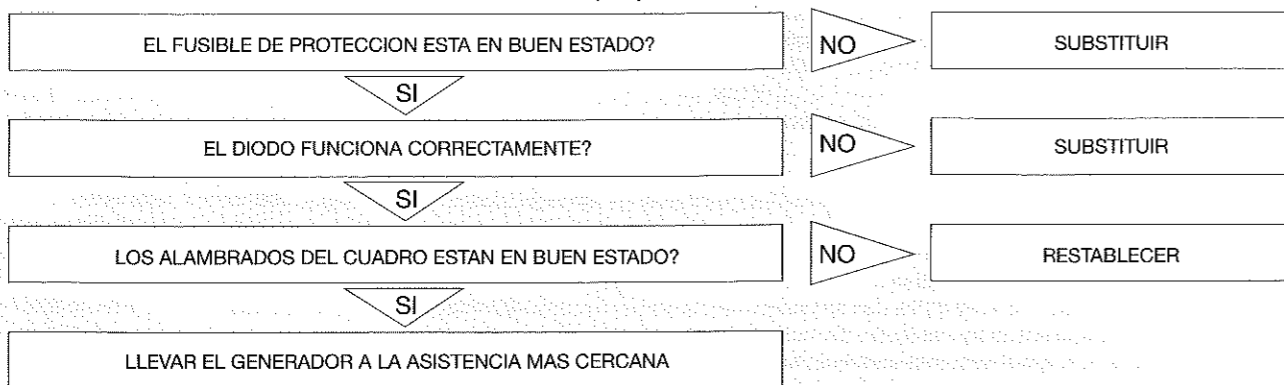 EL FUSIBLE DE PROTECCION ESTA EN BUEN ESTADO?
NO
SUBSTITUIR
SI
EL DIODO FUNCIONA CORRECTAMENTE?
NO
SUBSTITUIR
SI
LOS ALAMBRADOS DEL CUADRO ESTAN EN BUEN ESTADO?
NO
RESTABLECER
SI
LLEVAR EL GENERADOR A LA ASISTENCIA MAS CERCANA